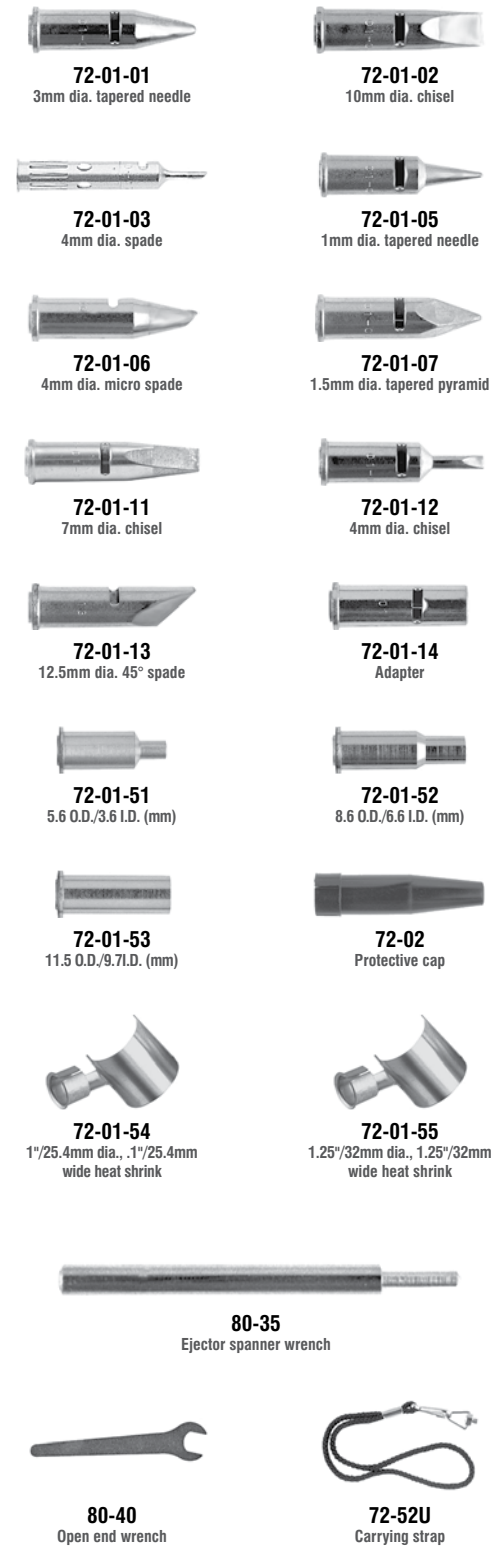 72-01-01
3mm dia. tapered needle
72-01-02
10mm dia. chisel
72-01-03
4mm dia. spade
72-01-05
1mm dia. tapered needle
72-01-06
4mm dia. micro spade
72-01-07
1.5mm dia. tapered pyramid
72-01-11
7mm dia. chisel
72-01-12
4mm dia. chisel
72-01-13
12.5mm dia. 45° spade
72-01-14
Adapter
72-01-51
5.6 O.D./3.6 I.D. (mm)
72-01-52
8.6 O.D./6.6 I.D. (mm)
72-01-53
11.5 O.D./9.7I.D. (mm)
72-02
Protective cap
72-01-54
1"/25.4mm dia., .1"/25.4mm
wide heat shrink
72-01-55
1.25"/32mm dia., 1.25"/32mm
wide heat shrink
80-35
Ejector spanner wrench
80-40
Open end wrench
72-52U
Carrying strap